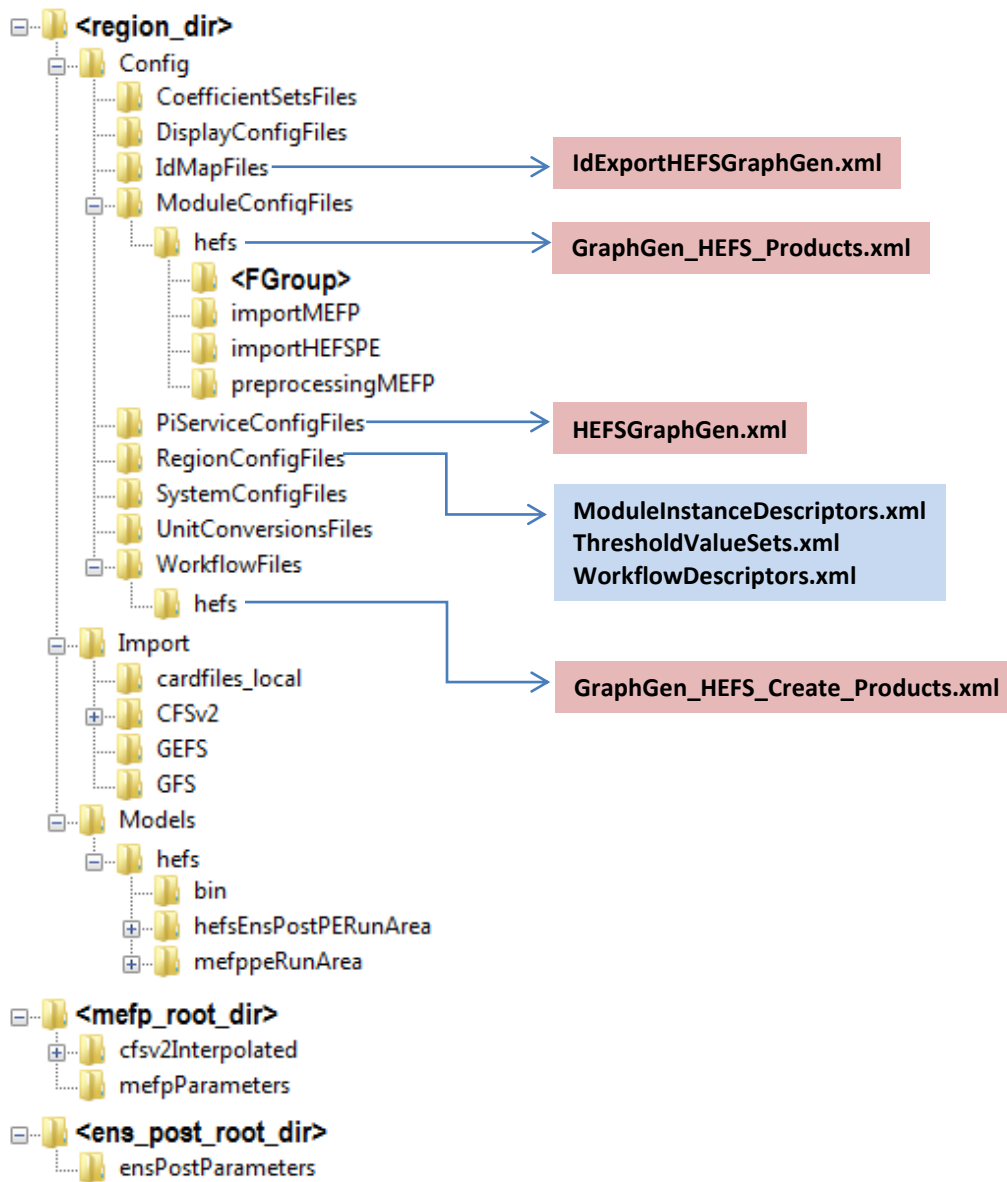 <region_dir>
Config
CoefficientSetsFiles
DisplayConfigFiles
IdMapFiles
IdExportHEFSGraphGen.xml
ModuleConfigFiles
hefs
GraphGen_HEFS_Products.xml
<FGroup>
importMEFP
importHEFSPE
preprocessingMEFP
PiServiceConfigFiles
HEFSGraphGen.xml
RegionConfigFiles
ModuleInstanceDescriptors.xml
ThresholdValueSets.xml
WorkflowDescriptors.xml
SystemConfigFiles
UnitConversionsFiles
WorkflowFiles
hefs
GraphGen_HEFS_Create_Products.xml
Import
cardfiles_local
CFSv2
GEFS
GFS
Models
hefs
bin
hefsEnsPostPERunArea
mefppeRunArea
<mefp_root_dir>
cfsv2Interpolated
mefpParameters
<ens_post_root_dir>
ensPostParameters